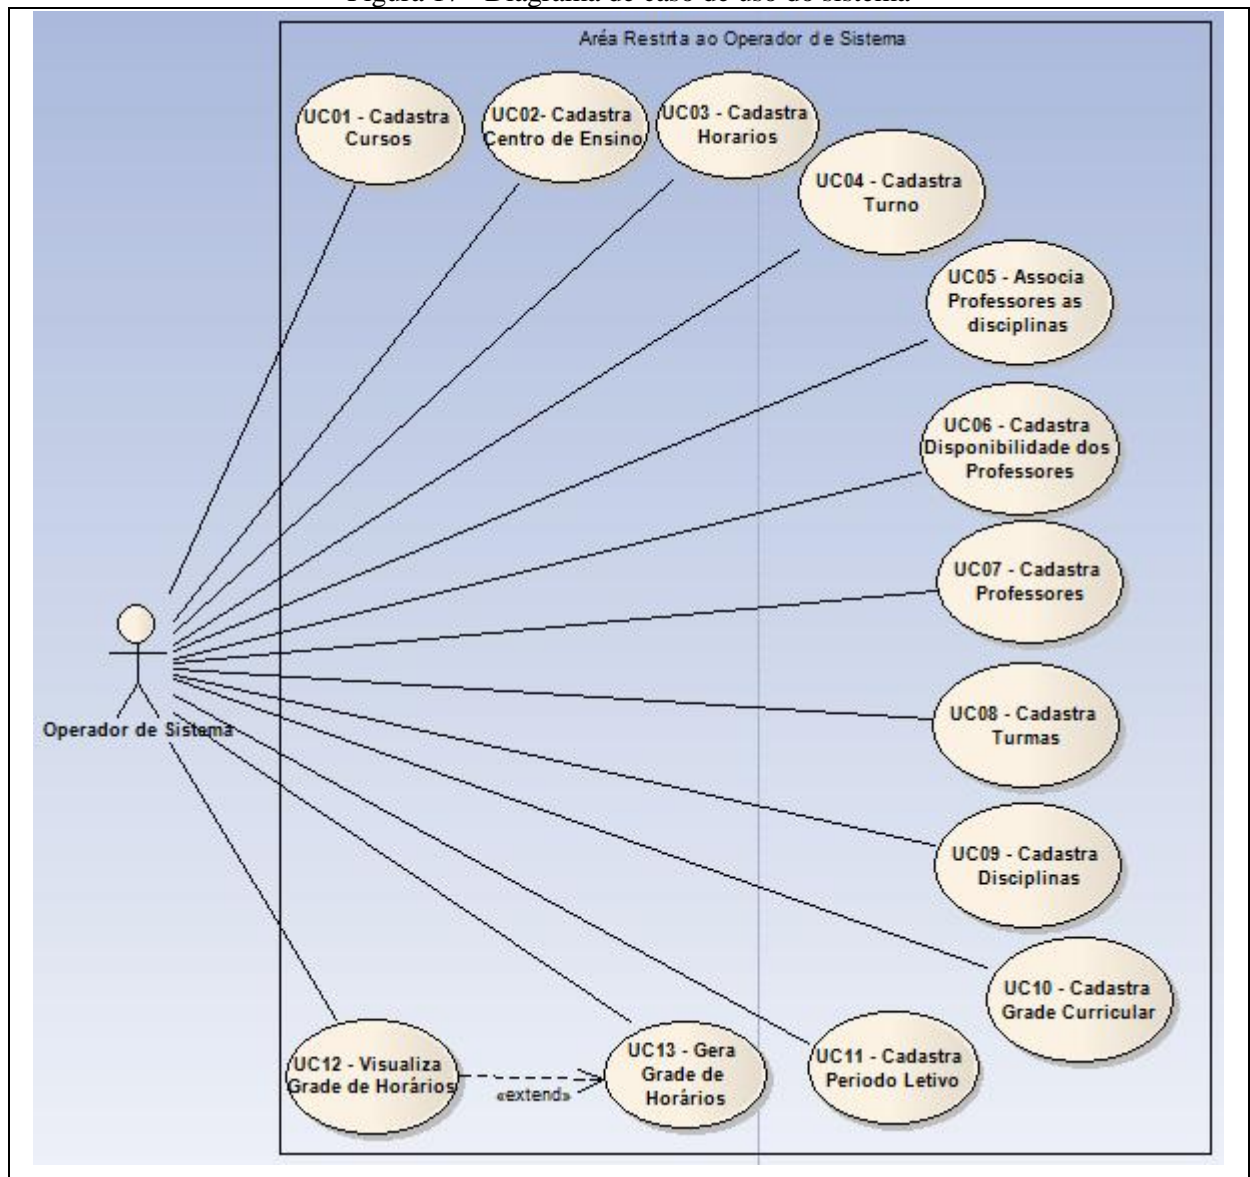 Aréa Restrita ao Operador de Sistema
UC01 - Cadastra
Cursos
UC02- Cadastra
Centro de Ensino
UC03 - Cadastra
Horarios
UC04 - Cadastra
Turno
UC05 - Associa
Professores as
disciplinas
UC06 - Cadastra
Disponibilidade dos
Professores
UC07 - Cadastra
Professores
Operador de Sistema
UC08 - Cadastra
Turmas
UC09 - Cadastra
Disciplinas
UC10 - Cadastra
Grade Curricular
UC12 - Visualiza
Grade de Horários
«extend»
UC13 - Gera
Grade de
Horários
UC11 - Cadastra
Periodo Letivo